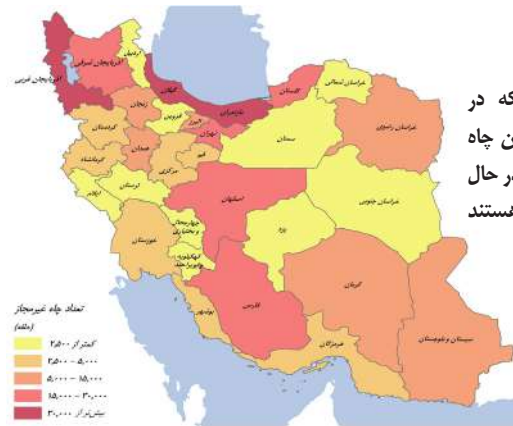 اردبیل
آذربایجان شرقی
آذربایجان غربی
گیلان
مازندران
گلستان
خراسان شمالی
زنجان
قزوین
البرز
تهران
سمنان
خراسان رضوی
کردستان
همدان
قم
مرکزی
کرمانشاه
لرستان
ایلام
اصفهان
خراسان جنوبی
چهارمحال
و بختیاری
یزد
خوزستان
کهگیلویه
و بویراحمد
کرمان
فارس
بوشهر
هرمزگان
سیستان و بلوچستان
که در
ن چاه
در حال
هستند
تعداد چاه غیرمجاز
(حلقه)
کمتر از ۲,۵۰۰
۲,۵۰۰ - ۵,۰۰۰
۵,۰۰۰ - ۱۵,۰۰۰
۱۵,۰۰۰ - ۳۰,۰۰۰
بیش‌تر از ۳۰,۰۰۰